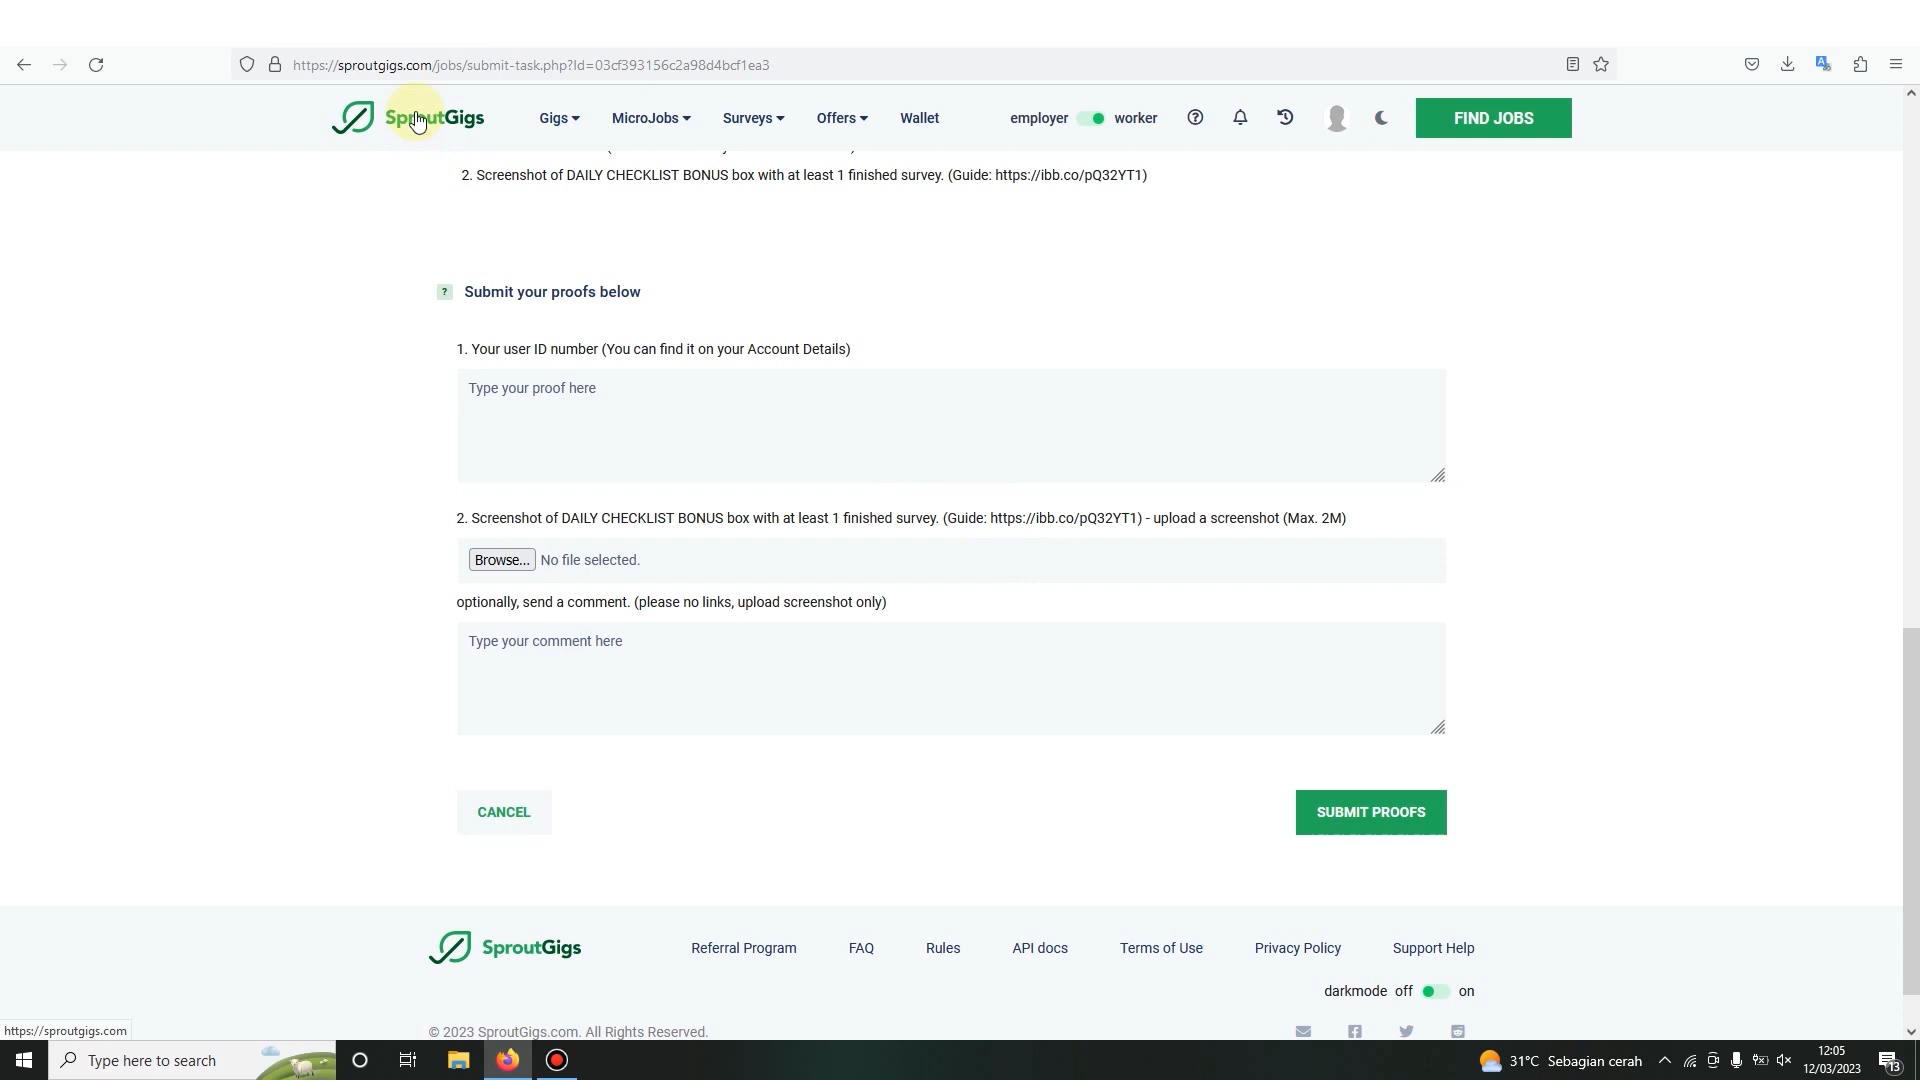 https://sproutgigs.com/jobs/submit-task.php?Id=03cf393156c2a98d4bcf1ea3
SproutGigs
Gigs
MicroJobs
Surveys
Offers
Wallet
employer
worker
FIND JOBS
2. Screenshot of DAILY CHECKLIST BONUS box with at least 1 finished survey. (Guide: https://ibb.co/pQ32YT1)
? Submit your proofs below
1. Your user ID number (You can find it on your Account Details)
Type your proof here
2. Screenshot of DAILY CHECKLIST BONUS box with at least 1 finished survey. (Guide: https://ibb.co/pQ32YT1) - upload a screenshot (Max. 2M)
Browse... No file selected.
optionally, send a comment. (please no links, upload screenshot only)
Type your comment here
CANCEL
SUBMIT PROOFS
SproutGigs
Referral Program
FAQ
Rules
API docs
Terms of Use
Privacy Policy
Support Help
darkmode off on
© 2023 SproutGigs.com. All Rights Reserved.
https://sproutgigs.com
Type here to search
31°C Sebagian cerah
12:05
12/03/2023
13